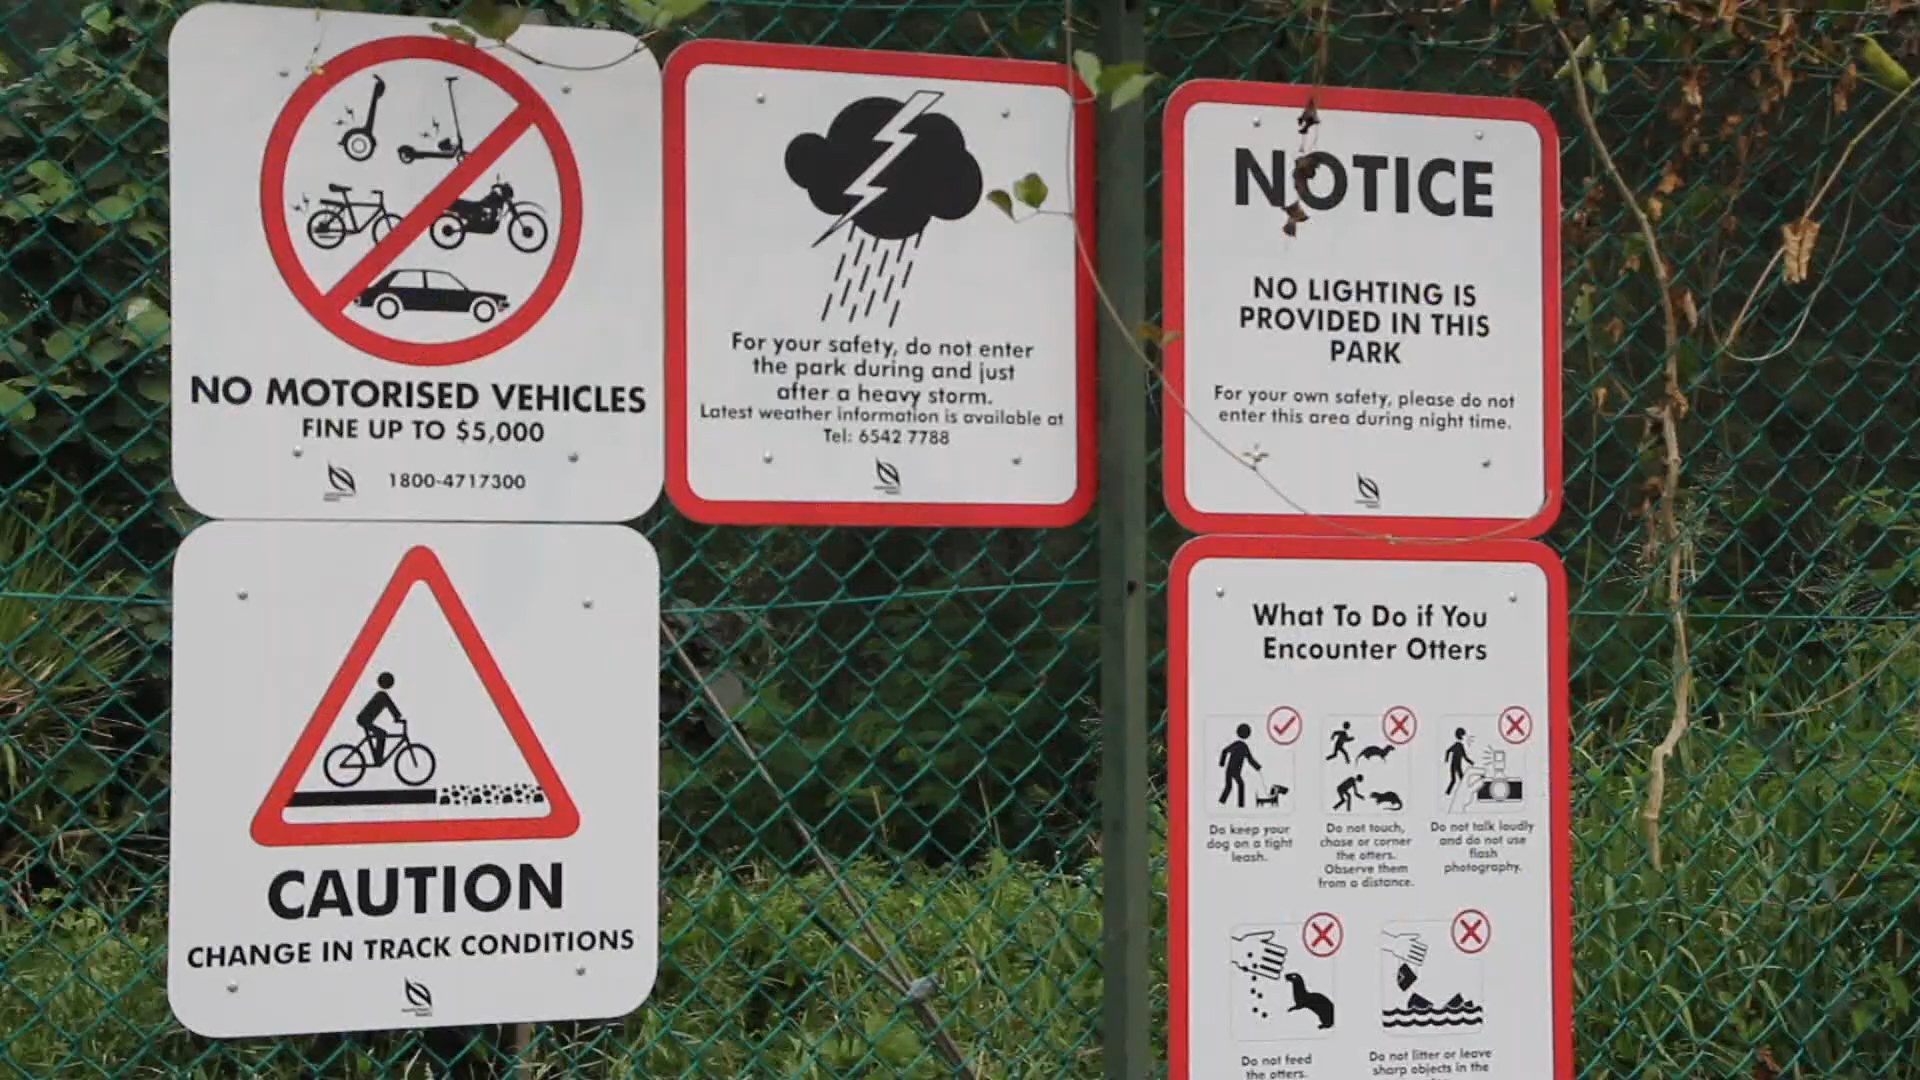 NO MOTORISED VEHICLES
FINE UP TO $5,000
1800-4717300
For your safety, do not enter
the park during and just
after a heavy storm.
Latest weather information is available at
Tel: 6542 7788
NOTICE
NO LIGHTING IS
PROVIDED IN THIS
PARK
For your own safety, please do not
enter this area during night time.
CAUTION
CHANGE IN TRACK CONDITIONS
What To Do if You
Encounter Otters
Do keep your
dog on a tight
leash.
Do not touch,
chase or corner
the otters.
Observe them
from a distance.
Do not talk loudly
and do not use
flash
photography.
Do not feed
the otters.
Do not litter or leave
sharp objects in the